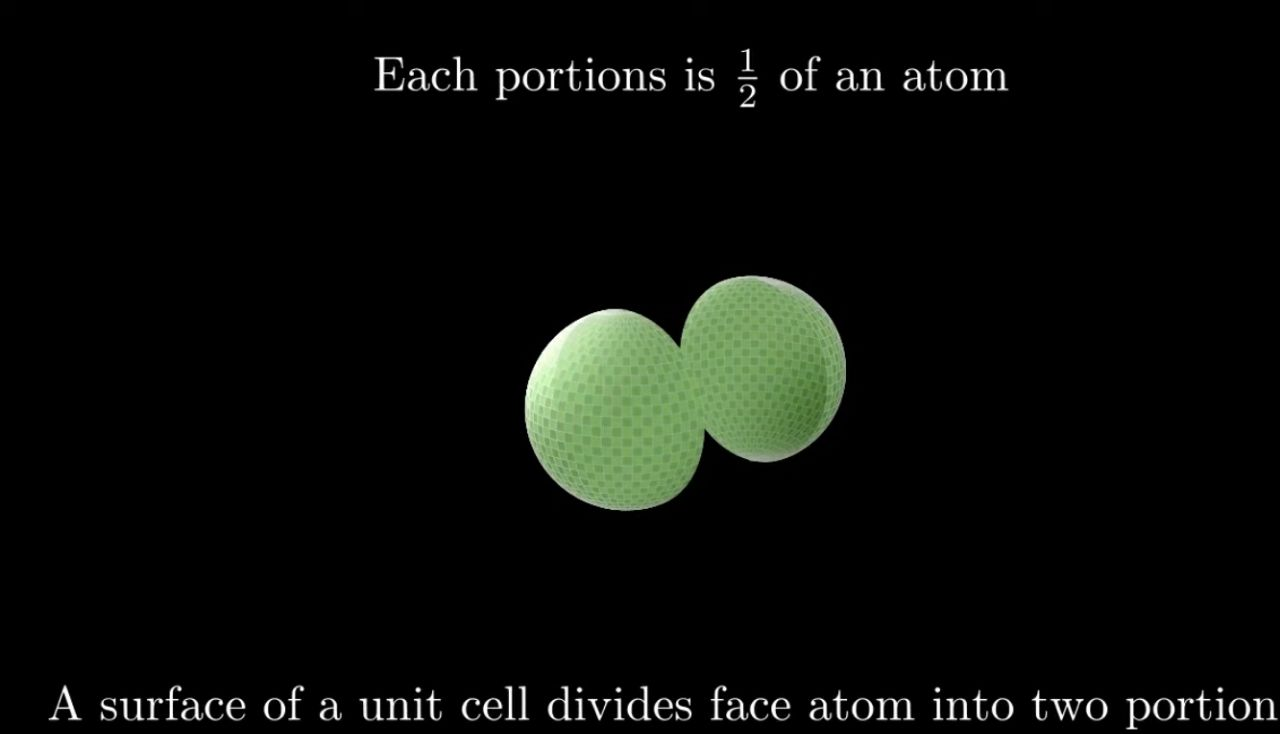 Each portions is 1/2 of an atom
A surface of a unit cell divides face atom into two portion